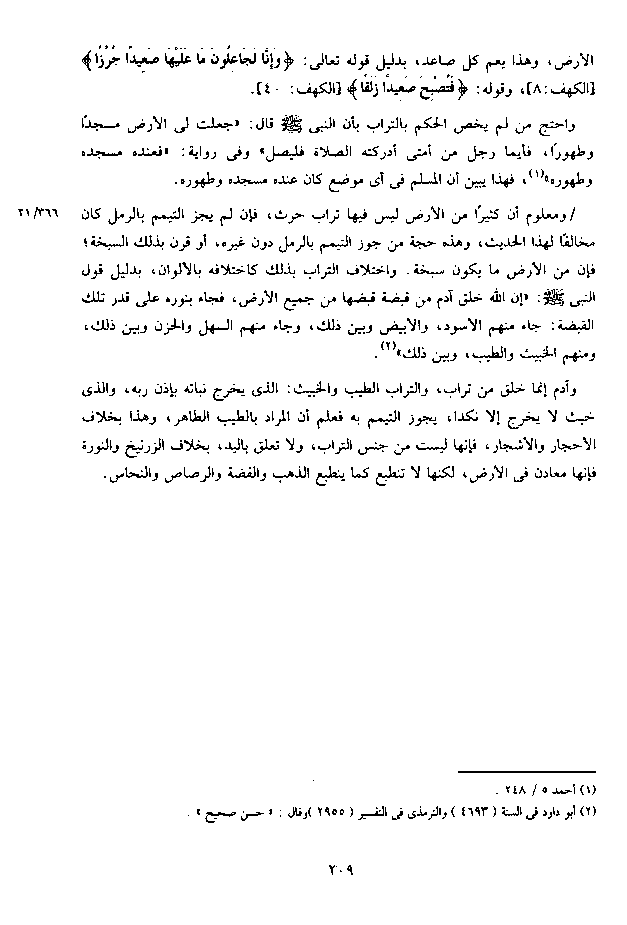 الأرض، وهذا يعم كل صاعد، بدليل قوله تعالى: ﴿وَإِنَّا لَجَاعِلُونَ مَا عَلَيْهَا صَعِيدًا جُرُزًا﴾
[الكهف:٨]، وقوله: ﴿فَتُصْبِحَ صَعِيدًا زَلَقًا﴾ [الكهف: ٤٠].
واحتج من لم يخص الحكم بالتراب بأن النبى ﷺ قال: «جعلت لى الأرض مسجدًا
وطهورًا، فأيما رجل من أمتى أدركته الصلاة فليصل» وفى رواية: «فعنده مسجده
وطهوره»(١)، فهذا يبين أن المسلم فى أى موضع كان عنده مسجده وطهوره.
٢١/٣٦٦ /ومعلوم أن كثيرًا من الأرض ليس فيها تراب حرث، فإن لم يجز التيمم بالرمل كان
مخالفًا لهذا الحديث، وهذه حجة من جوز التيمم بالرمل دون غيره، أو قرن بذلك السبخة؛
فإن من الأرض ما يكون سبخة. واختلاف التراب بذلك كاختلافه بالألوان، بدليل قول
النبى ﷺ: «إن الله خلق آدم من قبضة قبضها من جميع الأرض، فجاء بنوره على قدر تلك
القبضة: جاء منهم الأسود، والأبيض وبين ذلك، وجاء منهم السهل والحزن وبين ذلك،
ومنهم الخبيث والطيب، وبين ذلك»(٢).
وآدم إنما خلق من تراب، والتراب الطيب والخبيث: الذى يخرج نباته بإذن ربه، والذى
خبث لا يخرج إلا نكدا، يجوز التيمم به فعلم أن المراد بالطيب الطاهر، وهذا بخلاف
الأحجار والأشجار، فإنها ليست من جنس التراب، ولا تعلق باليد، بخلاف الزرنيخ والنورة
فإنها معادن فى الأرض، لكنها لا تنطبع كما ينطبع الذهب والفضة والرصاص والنحاس.
(١) أحمد ٥ / ٢٤٨ .
(٢) أبو داود فى السنة ( ٤٦٩٣ ) والترمذى فى التفسير ( ٢٩٥٥ )وقال : « حسن صحيح » .
٢٠٩